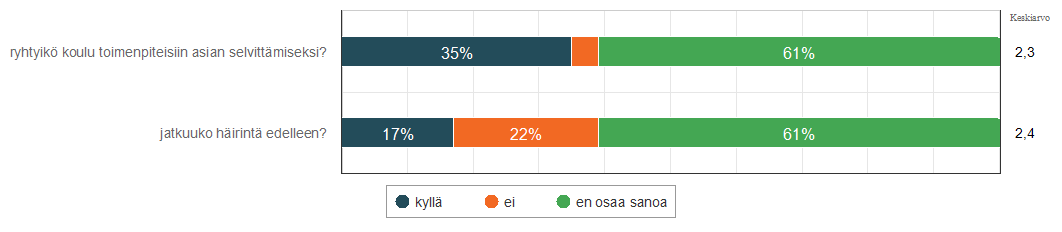 Keskiarvo
ryhtyikö koulu toimenpiteisiin asian selvittämiseksi? 35% 61% 2,3
jatkuuko häirintä edelleen? 17% 22% 61% 2,4
kyllä ei en osaa sanoa